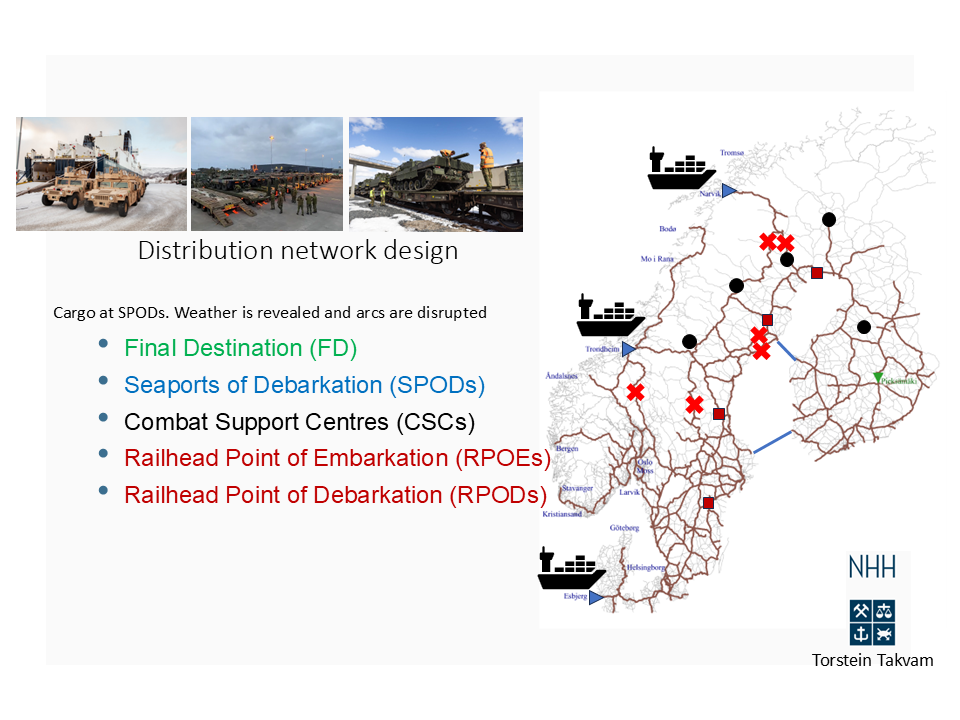 Distribution network design
Cargo at SPODs. Weather is revealed and arcs are disrupted
• Final Destination (FD)
• Seaports of Debarkation (SPODs)
• Combat Support Centres (CSCs)
• Railhead Point of Embarkation (RPOEs)
• Railhead Point of Debarkation (RPODs)
Tromsø
Narvik
Bodø
Mo i Rana
Trondheim
Åndalsnes
Bergen
Oslo
Moss
Stavanger
Larvik
Kristiansand
Göteborg
Helsingborg
Esbjerg
NHH
Torstein Takvam